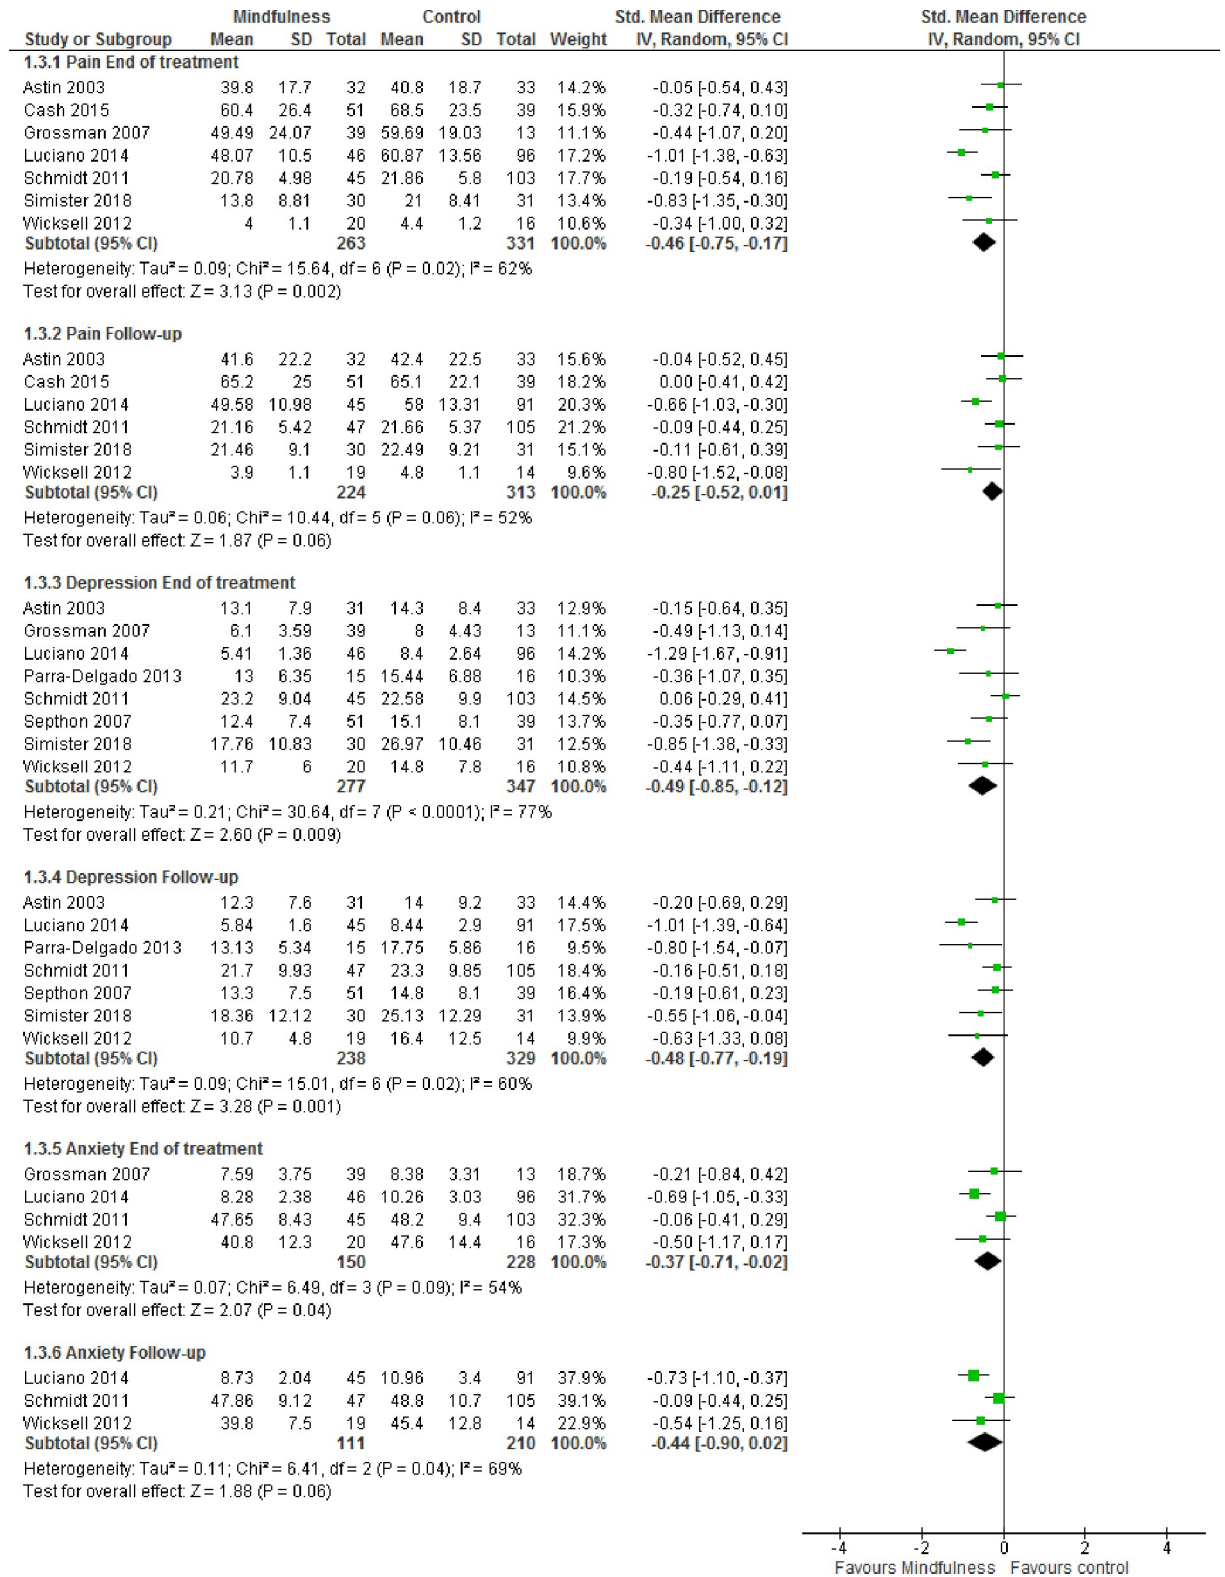 Mindfulness Control Std. Mean Difference Std. Mean Difference
Study or Subgroup Mean SD Total Mean SD Total Weight IV, Random, 95% CI IV, Random, 95% CI
1.3.1 Pain End of treatment
Astin 2003 39.8 17.7 32 40.8 18.7 33 14.2% -0.05 [-0.54, 0.43]
Cash 2015 60.4 26.4 51 68.5 23.5 39 15.9% -0.32 [-0.74, 0.10]
Grossman 2007 49.49 24.07 39 59.69 19.03 13 11.1% -0.44 [-1.07, 0.20]
Luciano 2014 48.07 10.5 46 60.87 13.56 96 17.2% -1.01 [-1.38, -0.63]
Schmidt 2011 20.78 4.98 45 21.86 5.8 103 17.7% -0.19 [-0.54, 0.16]
Simister 2018 13.8 8.81 30 21 8.41 31 13.4% -0.83 [-1.35, -0.30]
Wicksell 2012 4 1.1 20 4.4 1.2 16 10.6% -0.34 [-1.00, 0.32]
Subtotal (95% CI) 263 331 100.0% -0.46 [-0.75, -0.17]
Heterogeneity: Tau² = 0.09; Chi² = 15.64, df = 6 (P = 0.02); I² = 62%
Test for overall effect: Z = 3.13 (P = 0.002)
1.3.2 Pain Follow-up
Astin 2003 41.6 22.2 32 42.4 22.5 33 15.6% -0.04 [-0.52, 0.45]
Cash 2015 65.2 25 51 65.1 22.1 39 18.2% 0.00 [-0.41, 0.42]
Luciano 2014 49.58 10.98 45 58 13.31 91 20.3% -0.66 [-1.03, -0.30]
Schmidt 2011 21.16 5.42 47 21.66 5.37 105 21.2% -0.09 [-0.44, 0.25]
Simister 2018 21.46 9.1 30 22.49 9.21 31 15.1% -0.11 [-0.61, 0.39]
Wicksell 2012 3.9 1.1 19 4.8 1.1 14 9.6% -0.80 [-1.52, -0.08]
Subtotal (95% CI) 224 313 100.0% -0.25 [-0.52, 0.01]
Heterogeneity: Tau² = 0.06; Chi² = 10.44, df = 5 (P = 0.06); I² = 52%
Test for overall effect: Z = 1.87 (P = 0.06)
1.3.3 Depression End of treatment
Astin 2003 13.1 7.9 31 14.3 8.4 33 12.9% -0.15 [-0.64, 0.35]
Grossman 2007 6.1 3.59 39 8 4.43 13 11.1% -0.49 [-1.13, 0.14]
Luciano 2014 5.41 1.36 46 8.4 2.64 96 14.2% -1.29 [-1.67, -0.91]
Parra-Delgado 2013 13 6.35 15 15.44 6.88 16 10.3% -0.36 [-1.07, 0.35]
Schmidt 2011 23.2 9.04 45 22.58 9.9 103 14.5% 0.06 [-0.29, 0.41]
Septhon 2007 12.4 7.4 51 15.1 8.1 39 13.7% -0.35 [-0.77, 0.07]
Simister 2018 17.76 10.83 30 26.97 10.46 31 12.5% -0.85 [-1.38, -0.33]
Wicksell 2012 11.7 6 20 14.8 7.8 16 10.8% -0.44 [-1.11, 0.22]
Subtotal (95% CI) 277 347 100.0% -0.49 [-0.85, -0.12]
Heterogeneity: Tau² = 0.21; Chi² = 30.64, df = 7 (P < 0.0001); I² = 77%
Test for overall effect: Z = 2.60 (P = 0.009)
1.3.4 Depression Follow-up
Astin 2003 12.3 7.6 31 14 9.2 33 14.4% -0.20 [-0.69, 0.29]
Luciano 2014 5.84 1.6 45 8.44 2.9 91 17.5% -1.01 [-1.39, -0.64]
Parra-Delgado 2013 13.13 5.34 15 17.75 5.86 16 9.5% -0.80 [-1.54, -0.07]
Schmidt 2011 21.7 9.93 47 23.3 9.85 105 18.4% -0.16 [-0.51, 0.18]
Septhon 2007 13.3 7.5 51 14.8 8.1 39 16.4% -0.19 [-0.61, 0.23]
Simister 2018 18.36 12.12 30 25.13 12.29 31 13.9% -0.55 [-1.06, -0.04]
Wicksell 2012 10.7 4.8 19 16.4 12.5 14 9.9% -0.63 [-1.33, 0.08]
Subtotal (95% CI) 238 329 100.0% -0.48 [-0.77, -0.19]
Heterogeneity: Tau² = 0.09; Chi² = 15.01, df = 6 (P = 0.02); I² = 60%
Test for overall effect: Z = 3.28 (P = 0.001)
1.3.5 Anxiety End of treatment
Grossman 2007 7.59 3.75 39 8.38 3.31 13 18.7% -0.21 [-0.84, 0.42]
Luciano 2014 8.28 2.38 46 10.26 3.03 96 31.7% -0.69 [-1.05, -0.33]
Schmidt 2011 47.65 8.43 45 48.2 9.4 103 32.3% -0.06 [-0.41, 0.29]
Wicksell 2012 40.8 12.3 20 47.6 14.4 16 17.3% -0.50 [-1.17, 0.17]
Subtotal (95% CI) 150 228 100.0% -0.37 [-0.71, -0.02]
Heterogeneity: Tau² = 0.07; Chi² = 6.49, df = 3 (P = 0.09); I² = 54%
Test for overall effect: Z = 2.07 (P = 0.04)
1.3.6 Anxiety Follow-up
Luciano 2014 8.73 2.04 45 10.96 3.4 91 37.9% -0.73 [-1.10, -0.37]
Schmidt 2011 47.86 9.12 47 48.8 10.7 105 39.1% -0.09 [-0.44, 0.25]
Wicksell 2012 39.8 7.5 19 45.4 12.8 14 22.9% -0.54 [-1.25, 0.16]
Subtotal (95% CI) 111 210 100.0% -0.44 [-0.90, 0.02]
Heterogeneity: Tau² = 0.11; Chi² = 6.41, df = 2 (P = 0.04); I² = 69%
Test for overall effect: Z = 1.88 (P = 0.06)
-4 -2 0 2 4
Favours Mindfulness Favours control